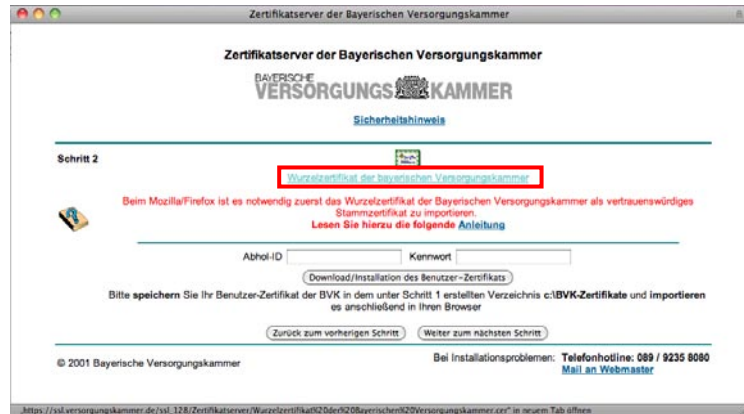 Zertifikatserver der Bayerischen Versorgungskammer
Zertifikatserver der Bayerischen Versorgungskammer
BAYERISCHE
VERSORGUNGS KAMMER
Sicherheitshinweis
Schritt 2
Wurzelzertifikat der bayerischen Versorgungskammer
Beim Mozilla/Firefox ist es notwendig zuerst das Wurzelzertifikat der Bayerischen Versorgungskammer als vertrauenswürdiges
Stammzertifikat zu importieren.
Lesen Sie hierzu die folgende Anleitung
Abhol-ID Kennwort
Download/Installation des Benutzer-Zertifikats
Bitte speichern Sie Ihr Benutzer-Zertifikat der BVK in dem unter Schritt 1 erstellten Verzeichnis c:\BVK-Zertifikate und importieren
es anschließend in Ihren Browser
Zurück zum vorherigen Schritt Weiter zum nächsten Schritt
© 2001 Bayerische Versorgungskammer Bei Installationsproblemen: Telefonhotline: 089 / 9235 8080
Mail an Webmaster
„https://ssl.versorgungskammer.de/ssl_128/Zertifikatserver/Wurzelzertifikat%20der%20Bayerischen%20Versorgungskammer.cer" in neuem Tab öffnen